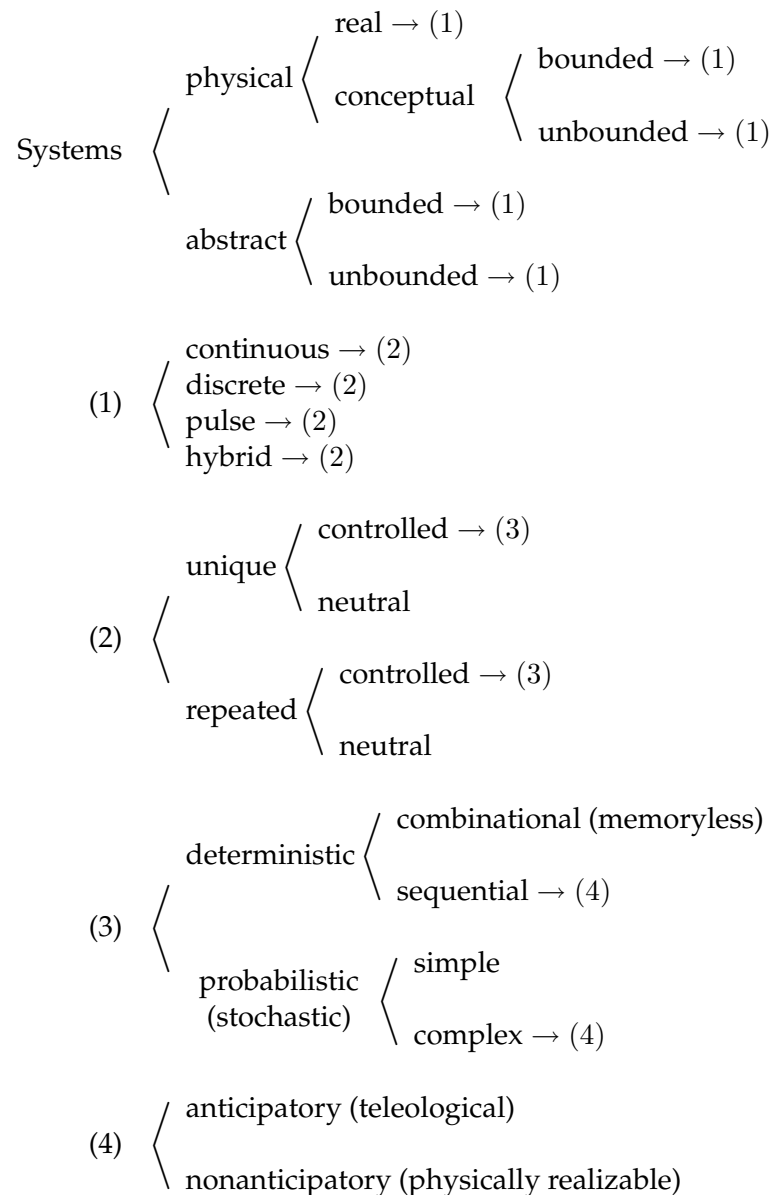 real → (1)
physical
conceptual
bounded → (1)
unbounded → (1)
Systems
abstract
bounded → (1)
unbounded → (1)
(1)
continuous → (2)
discrete → (2)
pulse → (2)
hybrid → (2)
(2)
unique
controlled → (3)
neutral
repeated
controlled → (3)
neutral
(3)
deterministic
combinational (memoryless)
sequential → (4)
probabilistic
(stochastic)
simple
complex → (4)
(4)
anticipatory (teleological)
nonanticipatory (physically realizable)